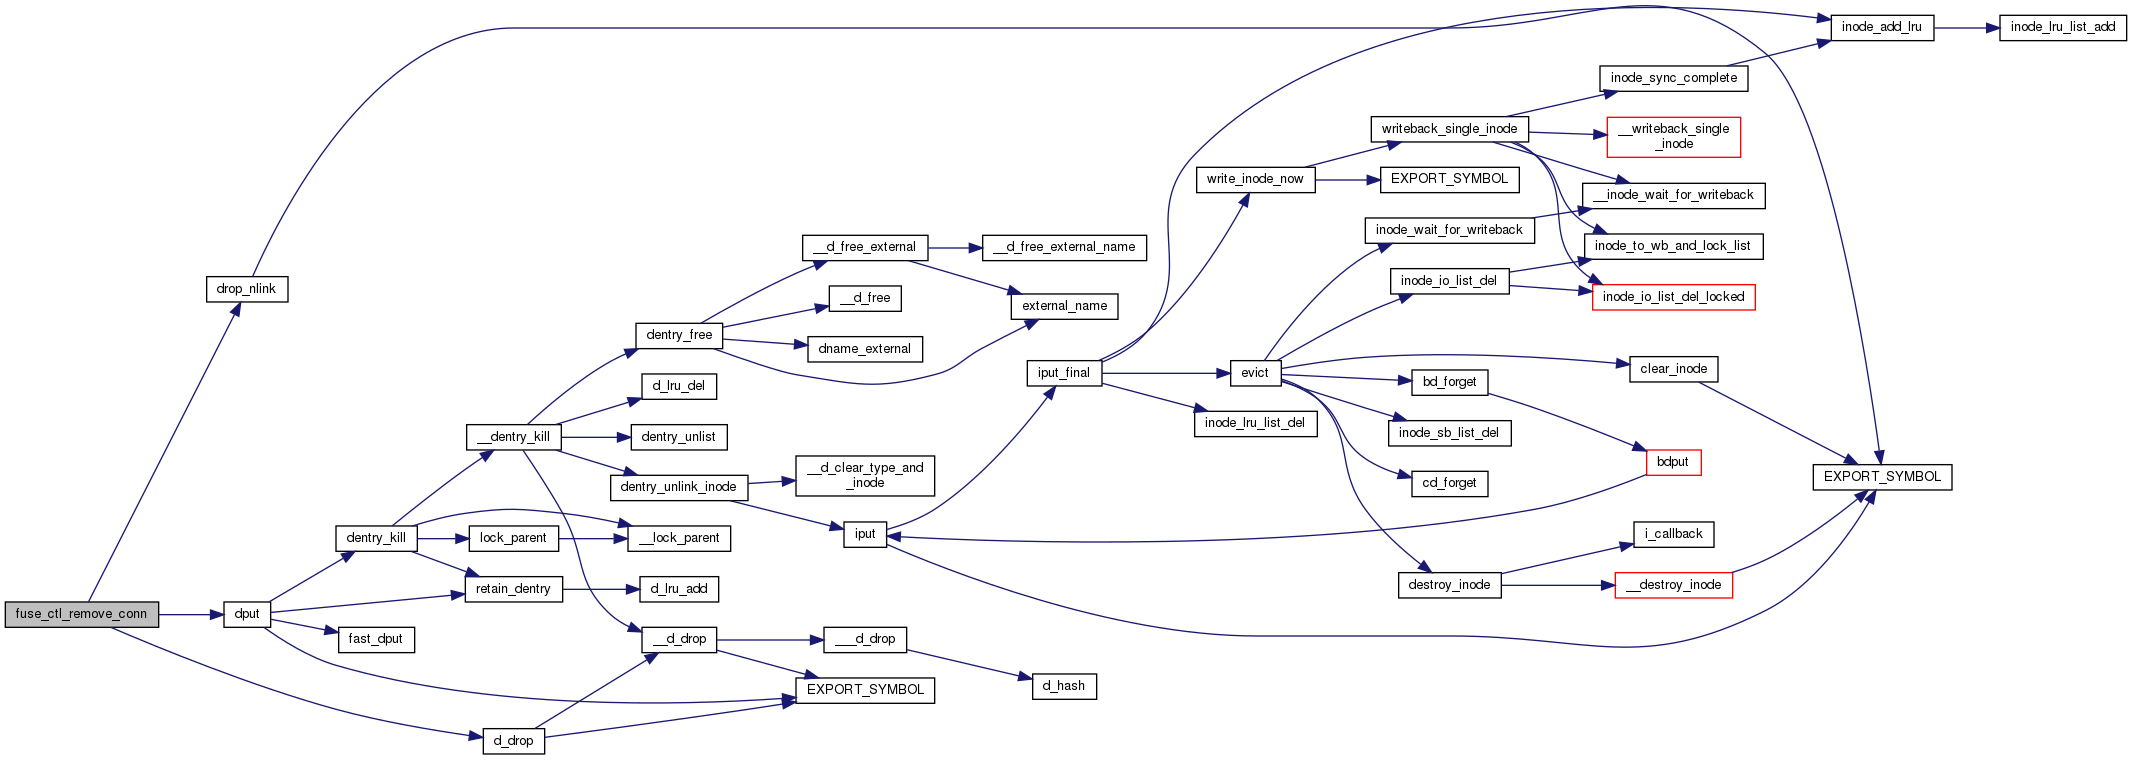 inode_add_lru
inode_lru_list_add
inode_sync_complete
writeback_single_inode
__writeback_single
_inode
write_inode_now
EXPORT_SYMBOL
__inode_wait_for_writeback
inode_wait_for_writeback
inode_to_wb_and_lock_list
__d_free_external
__d_free_external_name
drop_nlink
inode_io_list_del
inode_io_list_del_locked
__d_free
external_name
dentry_free
dname_external
iput_final
evict
clear_inode
d_lru_del
bd_forget
inode_lru_list_del
__dentry_kill
dentry_unlist
inode_sb_list_del
bdput
__d_clear_type_and
_inode
EXPORT_SYMBOL
dentry_unlink_inode
cd_forget
iput
dentry_kill
lock_parent
__lock_parent
i_callback
retain_dentry
d_lru_add
destroy_inode
__destroy_inode
fuse_ctl_remove_conn
dput
fast_dput
__d_drop
___d_drop
d_hash
EXPORT_SYMBOL
d_drop